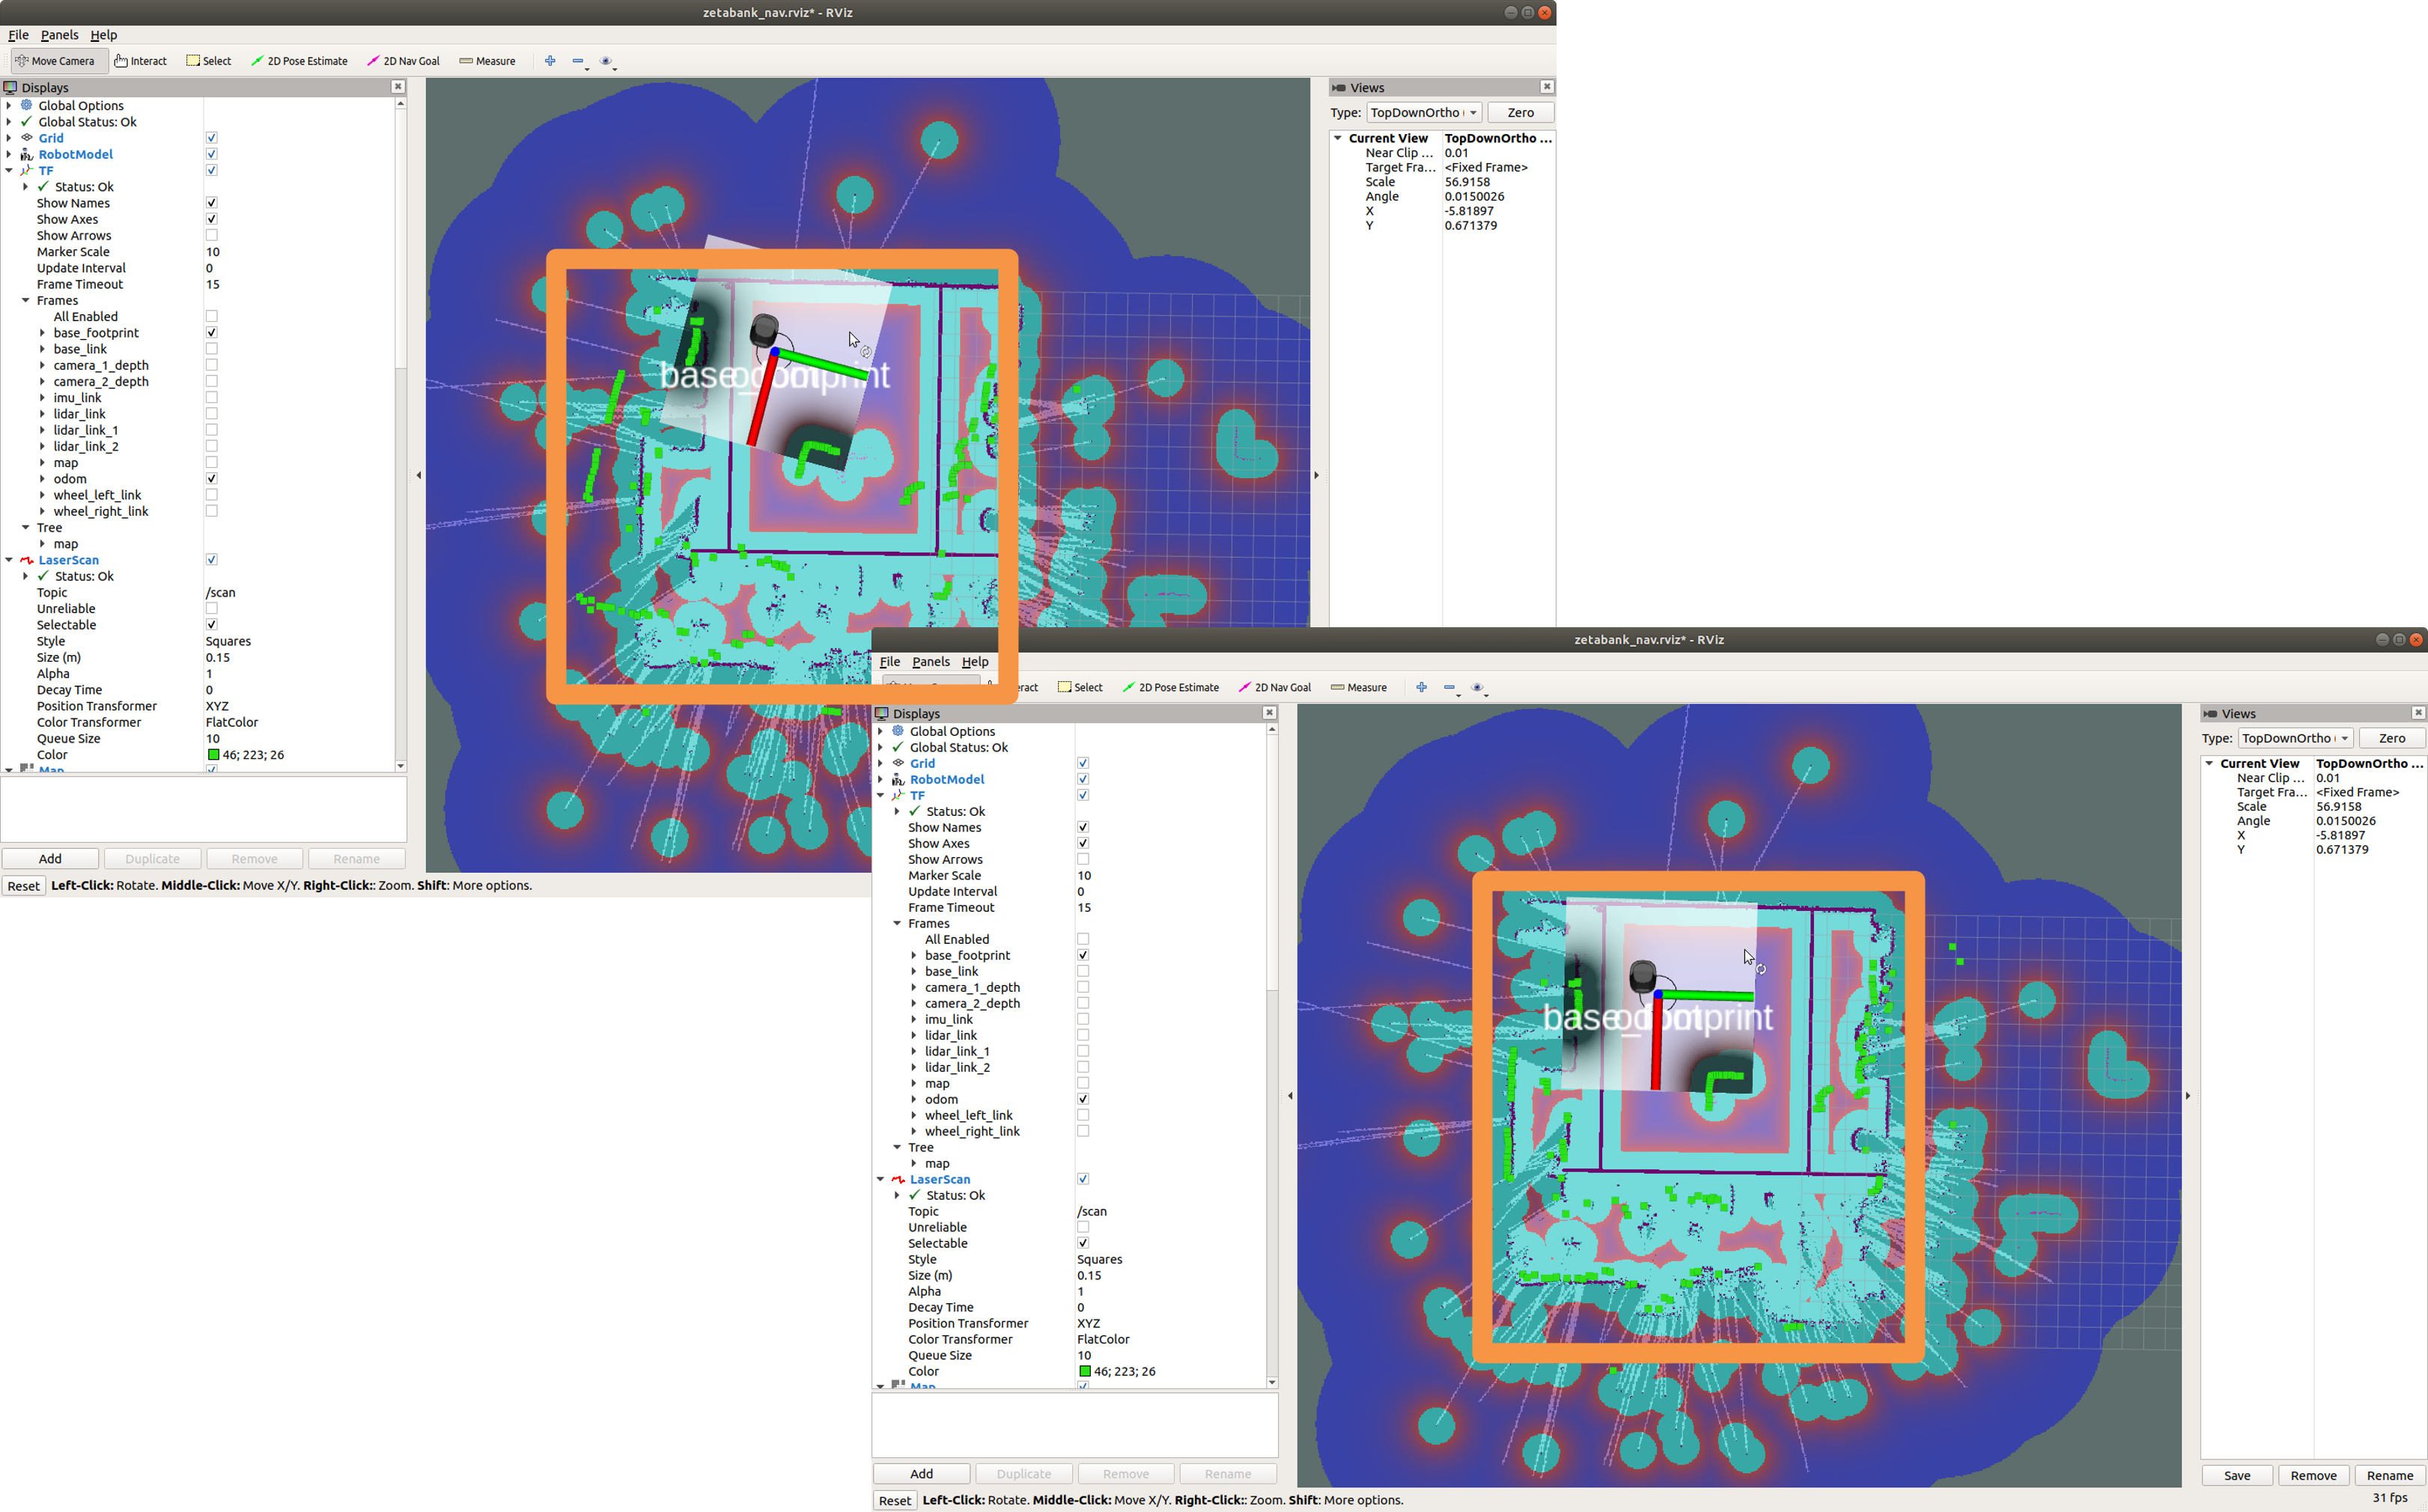 zetabank_nav.rviz* - RViz
File Panels Help
Move Camera Interact Select 2D Pose Estimate 2D Nav Goal Measure
Displays
Global Options
Global Status: Ok
Grid
RobotModel
TF
Status: Ok
Show Names
Show Axes
Show Arrows
Marker Scale 10
Update Interval 0
Frame Timeout 15
Frames
All Enabled
base_footprint
base_link
camera_1_depth
camera_2_depth
imu_link
lidar_link
lidar_link_1
lidar_link_2
map
odom
wheel_left_link
wheel_right_link
Tree
map
LaserScan
Status: Ok
Topic /scan
Unreliable
Selectable
Style Squares
Size (m) 0.15
Alpha 1
Decay Time 0
Position Transformer XYZ
Color Transformer FlatColor
Queue Size 10
Color 46; 223; 26
Map
Add Duplicate Remove Rename
Reset Left-Click: Rotate. Middle-Click: Move X/Y. Right-Click:: Zoom. Shift: More options.
Views
Type: TopDownOrtho Zero
Current View TopDownOrtho ...
Near Clip ... 0.01
Target Fra... <Fixed Frame>
Scale 56.9158
Angle 0.0150026
X -5.81897
Y 0.671379
zetabank_nav.rviz* - RViz
File Panels Help
Select 2D Pose Estimate 2D Nav Goal Measure
Displays
Global Options
Global Status: Ok
Grid
RobotModel
TF
Status: Ok
Show Names
Show Axes
Show Arrows
Marker Scale 10
Update Interval 0
Frame Timeout 15
Frames
All Enabled
base_footprint
base_link
camera_1_depth
camera_2_depth
imu_link
lidar_link
lidar_link_1
lidar_link_2
map
odom
wheel_left_link
wheel_right_link
Tree
map
LaserScan
Status: Ok
Topic /scan
Unreliable
Selectable
Style Squares
Size (m) 0.15
Alpha 1
Decay Time 0
Position Transformer XYZ
Color Transformer FlatColor
Queue Size 10
Color 46; 223; 26
Map
Add Duplicate Remove Rename
Reset Left-Click: Rotate. Middle-Click: Move X/Y. Right-Click:: Zoom. Shift: More options.
Views
Type: TopDownOrtho Zero
Current View TopDownOrtho ...
Near Clip ... 0.01
Target Fra... <Fixed Frame>
Scale 56.9158
Angle 0.0150026
X -5.81897
Y 0.671379
Save Remove Rename
31 fps